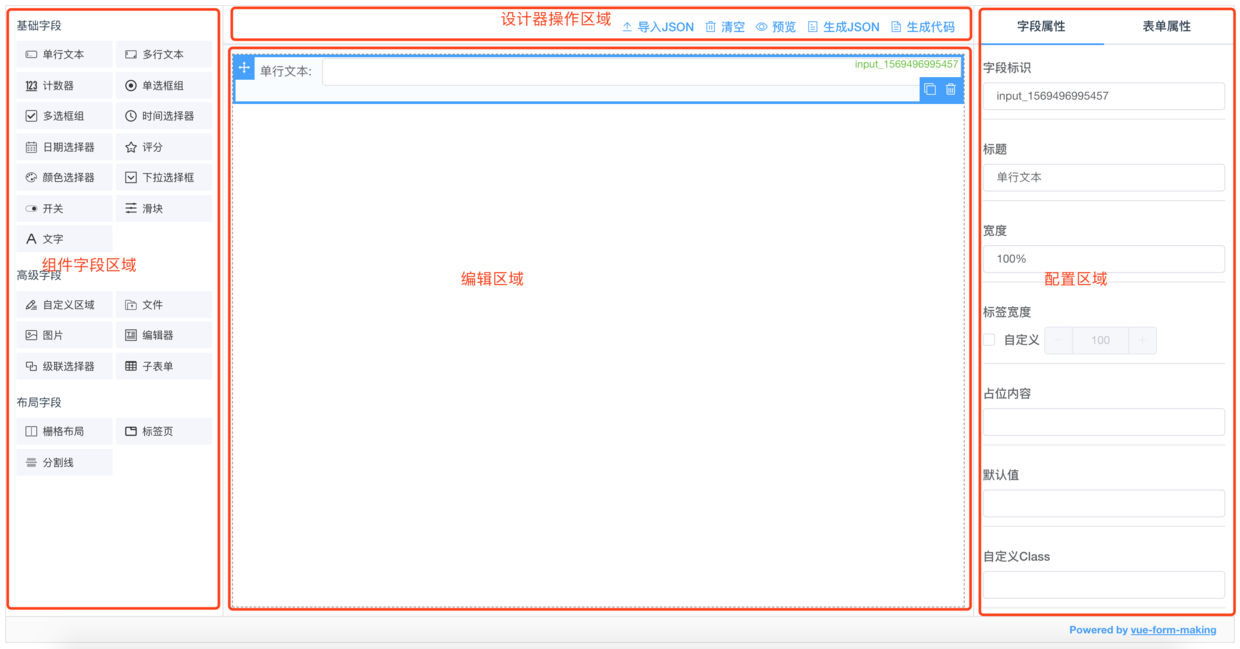 基础字段
单行文本
多行文本
计数器
单选框组
多选框组
时间选择器
日期选择器
评分
颜色选择器
下拉选择框
开关
滑块
文字
组件字段区域
高级字段
自定义区域
文件
图片
编辑器
级联选择器
子表单
布局字段
栅格布局
标签页
分割线
设计器操作区域
导入JSON
清空
预览
生成JSON
生成代码
单行文本:
input_1569496995457
编辑区域
字段属性
表单属性
字段标识
input_1569496995457
标题
单行文本
宽度
100%
配置区域
标签宽度
自定义
- 100 +
占位内容
默认值
自定义Class
Powered by vue-form-making